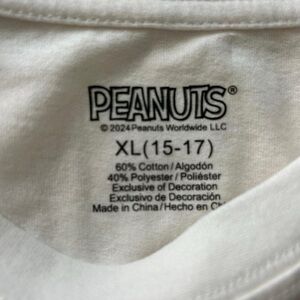 PEANUTS®
© 2024 Peanuts Worldwide LLC
XL (15-17)
60% Cotton / Algodón
40% Polyester / Poliéster
Exclusive of Decoration
Exclusivo de Decoración
Made in China / Hecho en